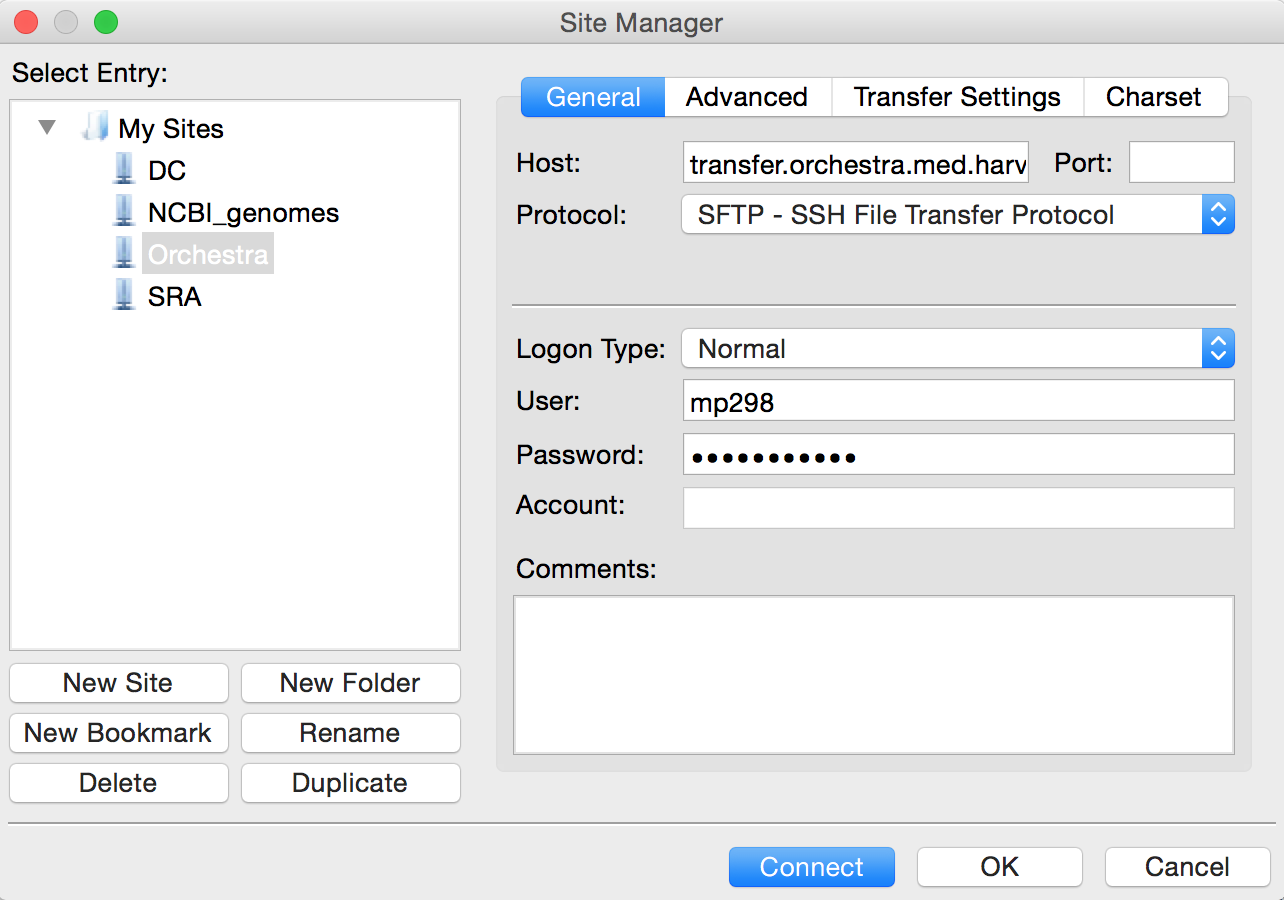 Site Manager
Select Entry:
My Sites
DC
NCBI_genomes
Orchestra
SRA
New Site
New Folder
New Bookmark
Rename
Delete
Duplicate
General
Advanced
Transfer Settings
Charset
Host: transfer.orchestra.med.harv
Port:
Protocol: SFTP - SSH File Transfer Protocol
Logon Type: Normal
User: mp298
Password: •••••••••••
Account:
Comments:
Connect
OK
Cancel